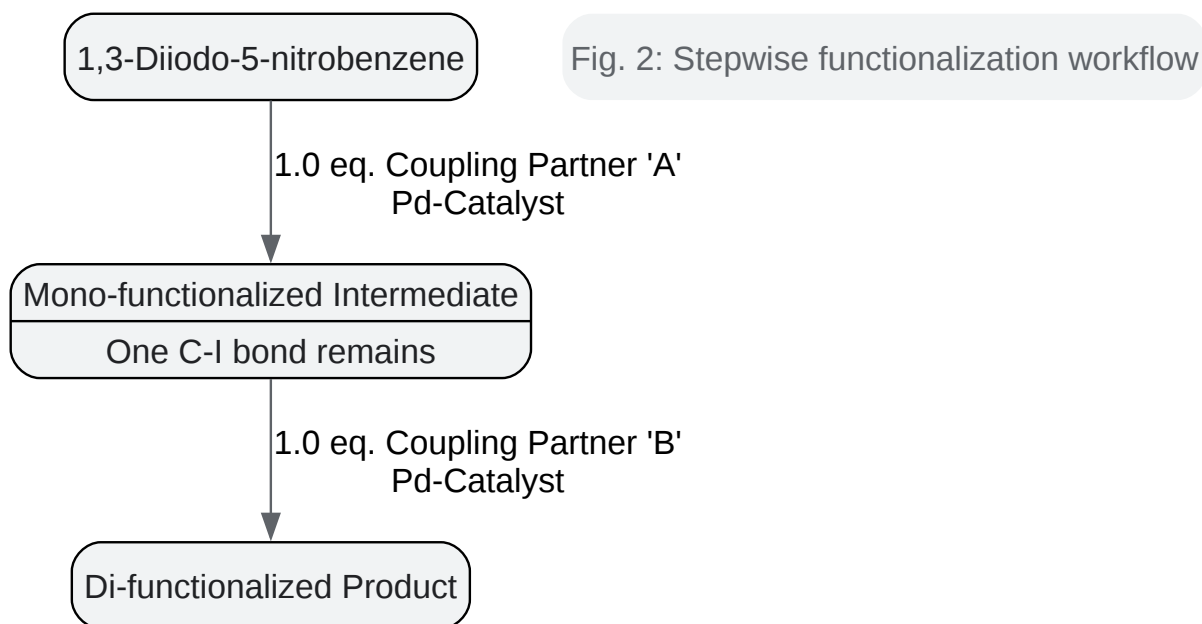 1,3-Diiodo-5-nitrobenzene
Fig. 2: Stepwise functionalization workflow
1.0 eq. Coupling Partner 'A'
Pd-Catalyst
Mono-functionalized Intermediate
One C-I bond remains
1.0 eq. Coupling Partner 'B'
Pd-Catalyst
Di-functionalized Product